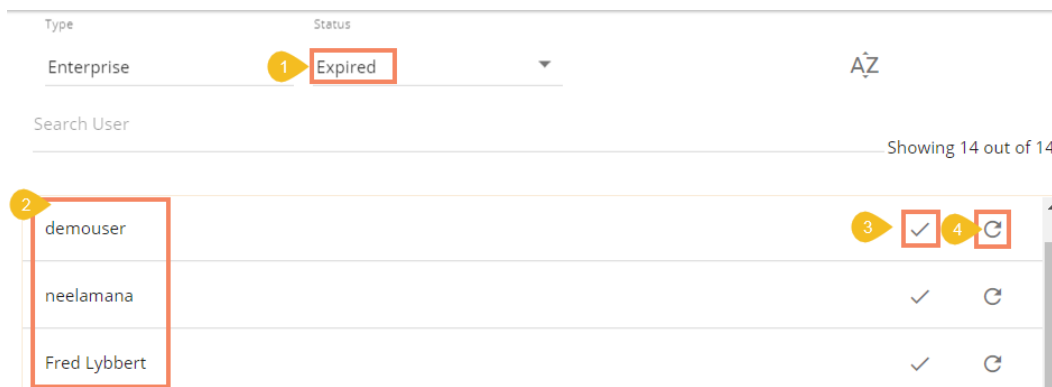 Type Status
Enterprise 1 Expired AZ
Search User
Showing 14 out of 14
2
demouser 3 4
neelamana
Fred Lybbert